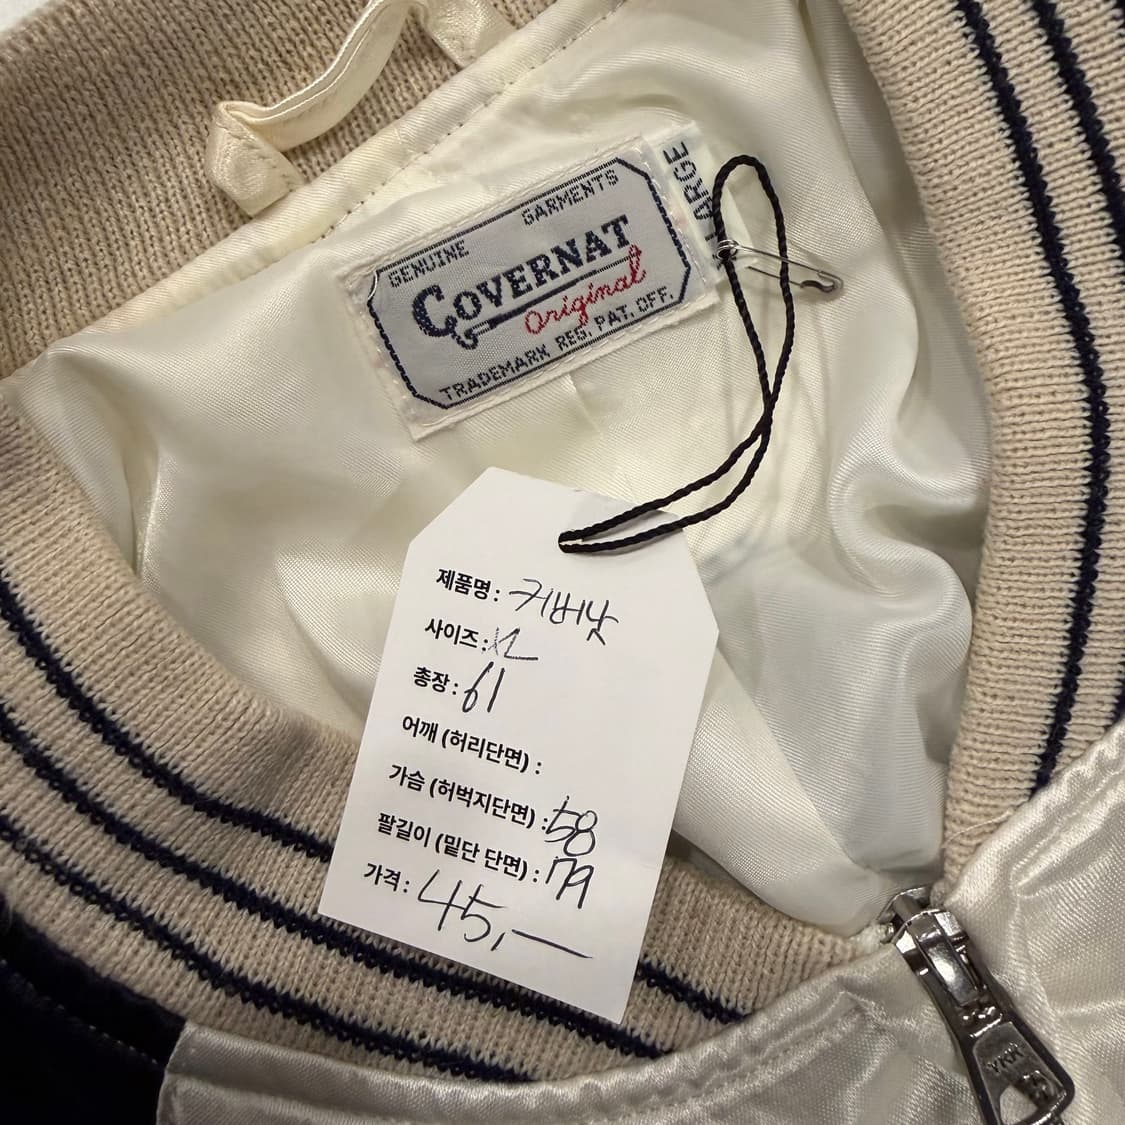 GENUINE GARMENTS
COVERNAT
Original
TRADEMARK REG. PAT. OFF.
LARGE
제품명 : 커버낫
사이즈 : XL
총장 : 61
어깨 (허리단면) :
가슴 (허벅지단면) : 58
팔길이 (밑단 단면) : 79
가격 : 45,—
YKK